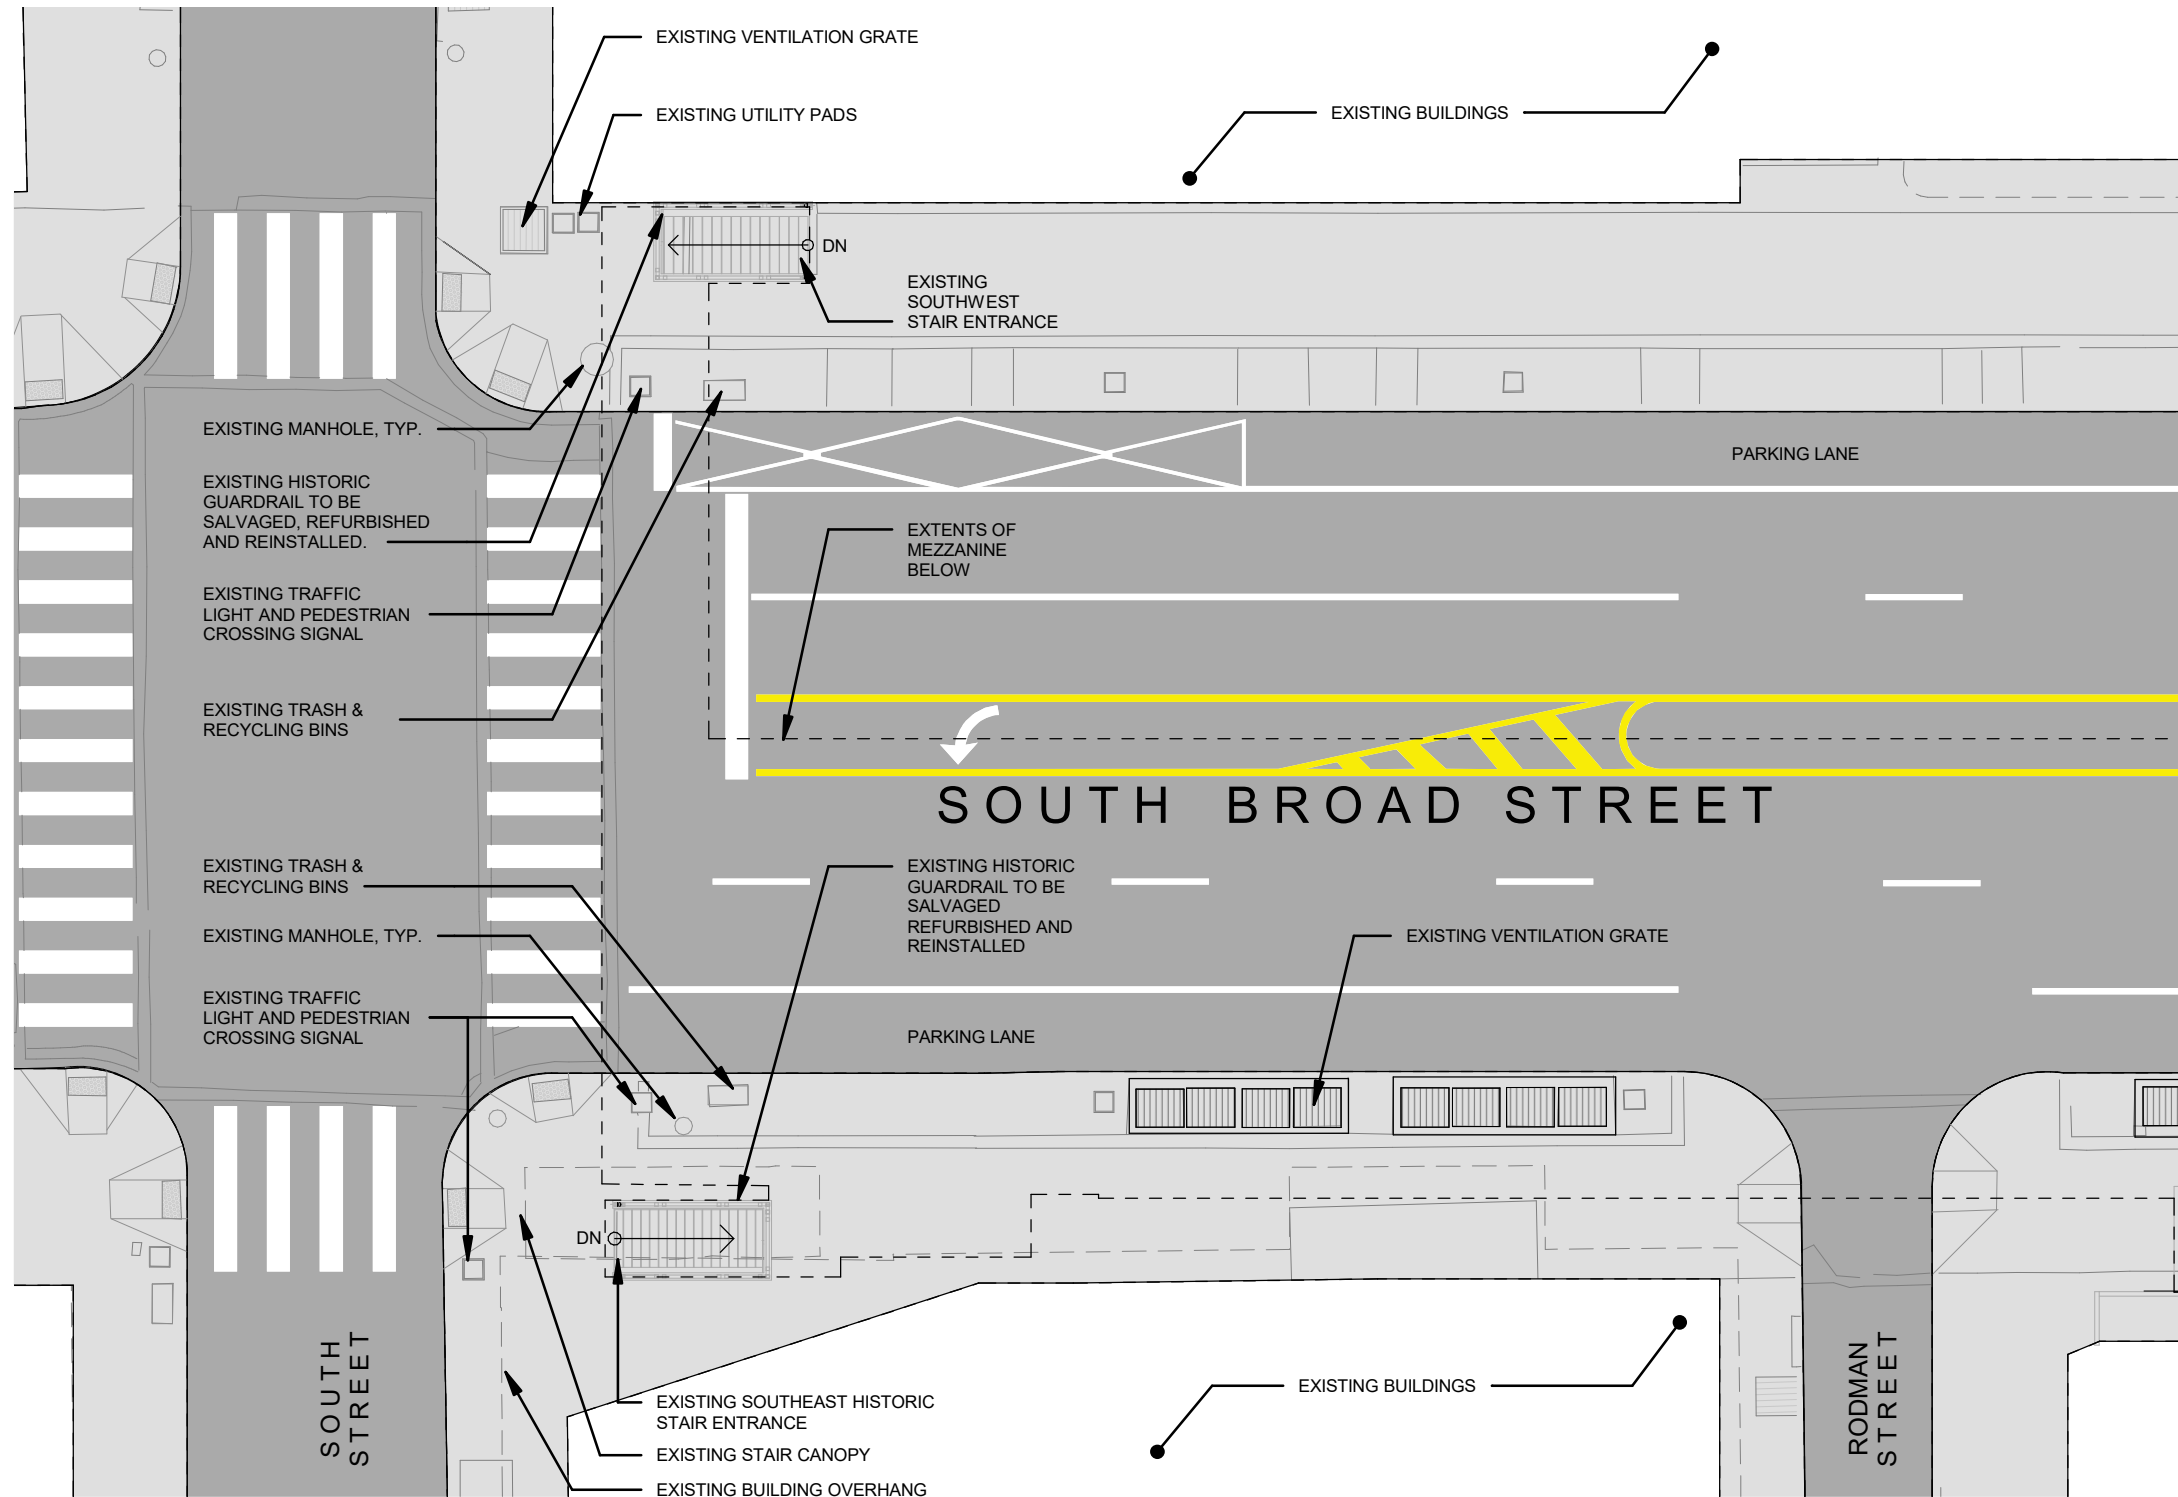 EXISTING VENTILATION GRATE
EXISTING UTILITY PADS
EXISTING BUILDINGS
DN
EXISTING
SOUTHWEST
STAIR ENTRANCE
EXISTING MANHOLE, TYP.
EXISTING HISTORIC
GUARDRAIL TO BE
SALVAGED, REFURBISHED
AND REINSTALLED.
EXISTING TRAFFIC
LIGHT AND PEDESTRIAN
CROSSING SIGNAL
EXISTING TRASH &
RECYCLING BINS
PARKING LANE
EXTENTS OF
MEZZANINE
BELOW
SOUTH BROAD STREET
EXISTING TRASH &
RECYCLING BINS
EXISTING MANHOLE, TYP.
EXISTING TRAFFIC
LIGHT AND PEDESTRIAN
CROSSING SIGNAL
EXISTING HISTORIC
GUARDRAIL TO BE
SALVAGED
REFURBISHED AND
REINSTALLED
EXISTING VENTILATION GRATE
PARKING LANE
DN
SOUTH
STREET
EXISTING SOUTHEAST HISTORIC
STAIR ENTRANCE
EXISTING STAIR CANOPY
EXISTING BUILDING OVERHANG
EXISTING BUILDINGS
RODMAN
STREET